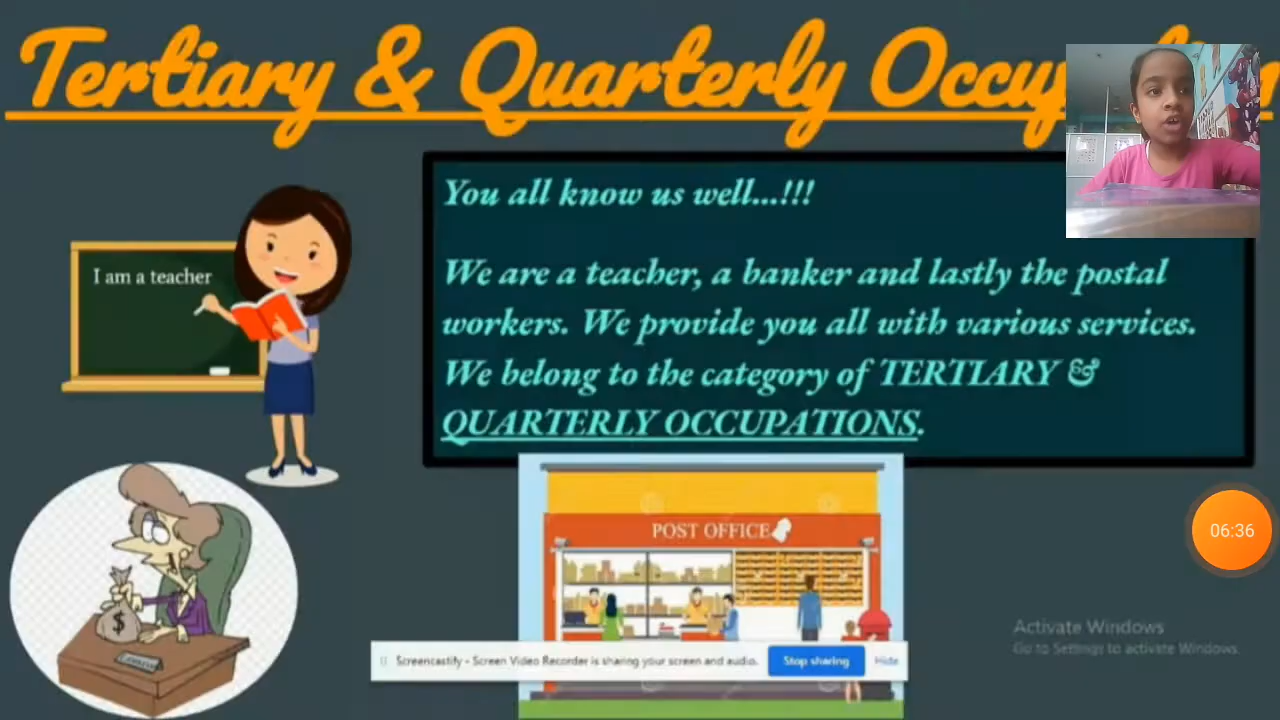 Tertiary & Quarterly Occup
You all know us well...!!!
We are a teacher, a banker and lastly the postal
workers. We provide you all with various services.
We belong to the category of TERTIARY &
QUARTERLY OCCUPATIONS.
I am a teacher
POST OFFICE
$
06:36
Screencastify - Screen Video Recorder is sharing your screen and audio.
Stop sharing
Hide
Activate Windows
Go to Settings to activate Windows.